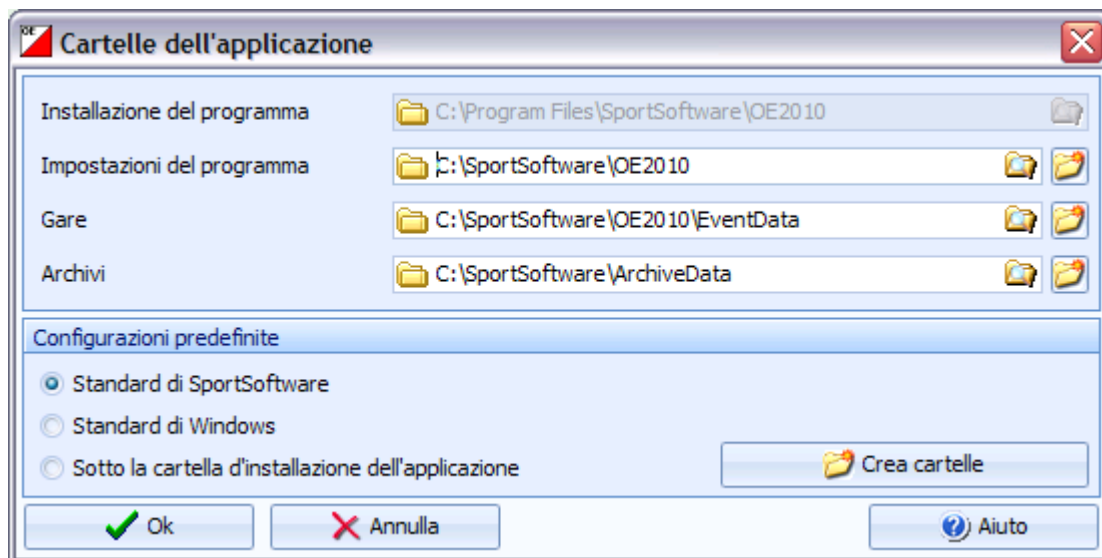 OE Cartelle dell'applicazione
Installazione del programma C:\Program Files\SportSoftware\OE2010
Impostazioni del programma C:\SportSoftware\OE2010
Gare C:\SportSoftware\OE2010\EventData
Archivi C:\SportSoftware\ArchiveData
Configurazioni predefinite
Standard di SportSoftware
Standard di Windows
Sotto la cartella d'installazione dell'applicazione Crea cartelle
Ok Annulla Aiuto